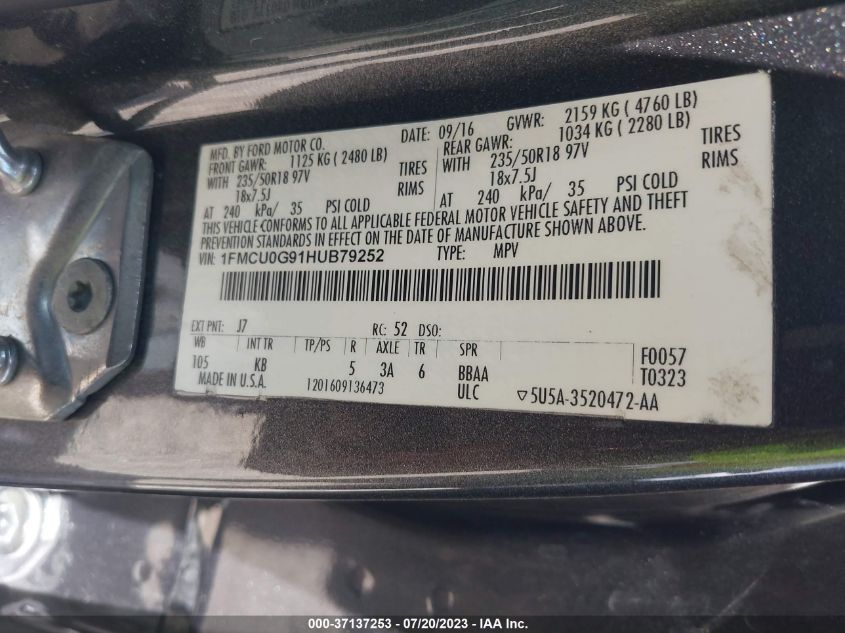 MFD. BY FORD MOTOR CO. DATE: 09/16 GVWR: 2159 KG ( 4760 LB)
FRONT GAWR: 1125 KG ( 2480 LB) REAR GAWR: 1034 KG ( 2280 LB)
WITH 235/50R18 97V TIRES WITH 235/50R18 97V TIRES
18x7.5J RIMS 18x7.5J RIMS
AT 240 kPa/ 35 PSI COLD AT 240 kPa/ 35 PSI COLD
THIS VEHICLE CONFORMS TO ALL APPLICABLE FEDERAL MOTOR VEHICLE SAFETY AND THEFT
PREVENTION STANDARDS IN EFFECT ON THE DATE OF MANUFACTURE SHOWN ABOVE.
VIN: 1FMCU0G91HUB79252 TYPE: MPV
EXT PNT: J7 RC: 52 DSO:
WB INT TR TP/PS R AXLE TR SPR F0057
105 KB 5 3A 6 BBAA T0323
MADE IN U.S.A. 1201609136473 ULC ▽5U5A-3520472-AA
000-37137253 / 07/20/2023 - IAA Inc.